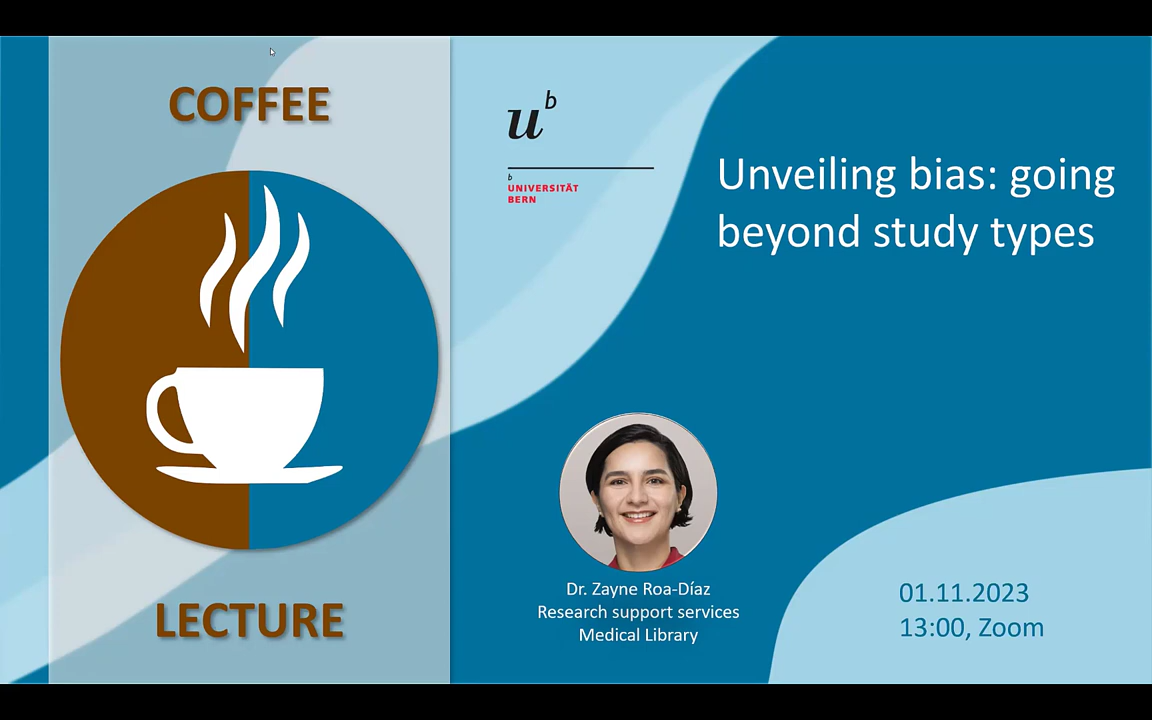 COFFEE
LECTURE
u b
b
UNIVERSITÄT
BERN
Unveiling bias: going
beyond study types
Dr. Zayne Roa-Díaz
Research support services
Medical Library
01.11.2023
13:00, Zoom